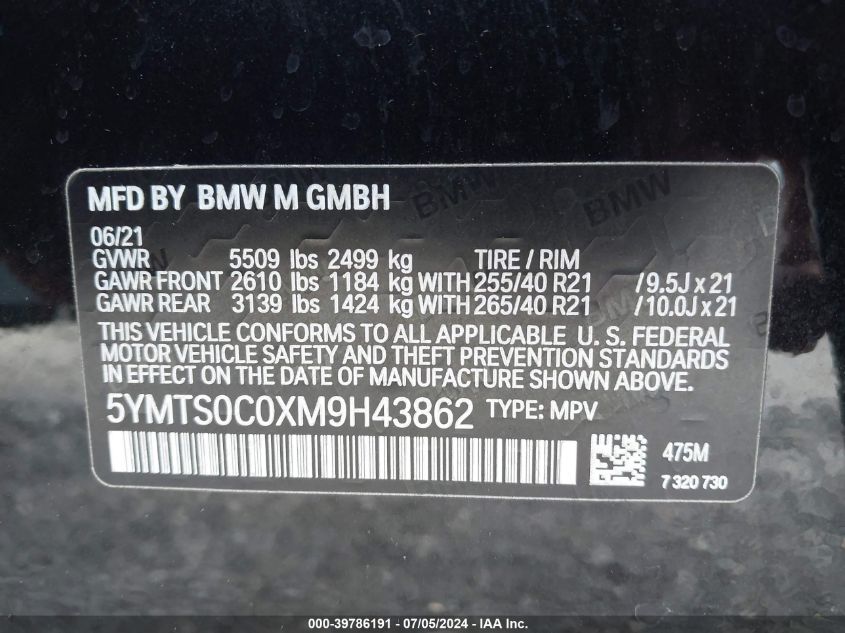 MFD BY BMW M GMBH
06/21
GVWR 5509 lbs 2499 kg TIRE / RIM
GAWR FRONT 2610 lbs 1184 kg WITH 255/40 R21 /9.5J x 21
GAWR REAR 3139 lbs 1424 kg WITH 265/40 R21 /10.0J x 21
THIS VEHICLE CONFORMS TO ALL APPLICABLE U. S. FEDERAL
MOTOR VEHICLE SAFETY AND THEFT PREVENTION STANDARDS
IN EFFECT ON THE DATE OF MANUFACTURE SHOWN ABOVE.
5YMTS0C0XM9H43862 TYPE: MPV
475M
7 320 730
000-39786191 / 07/05/2024 - IAA Inc.